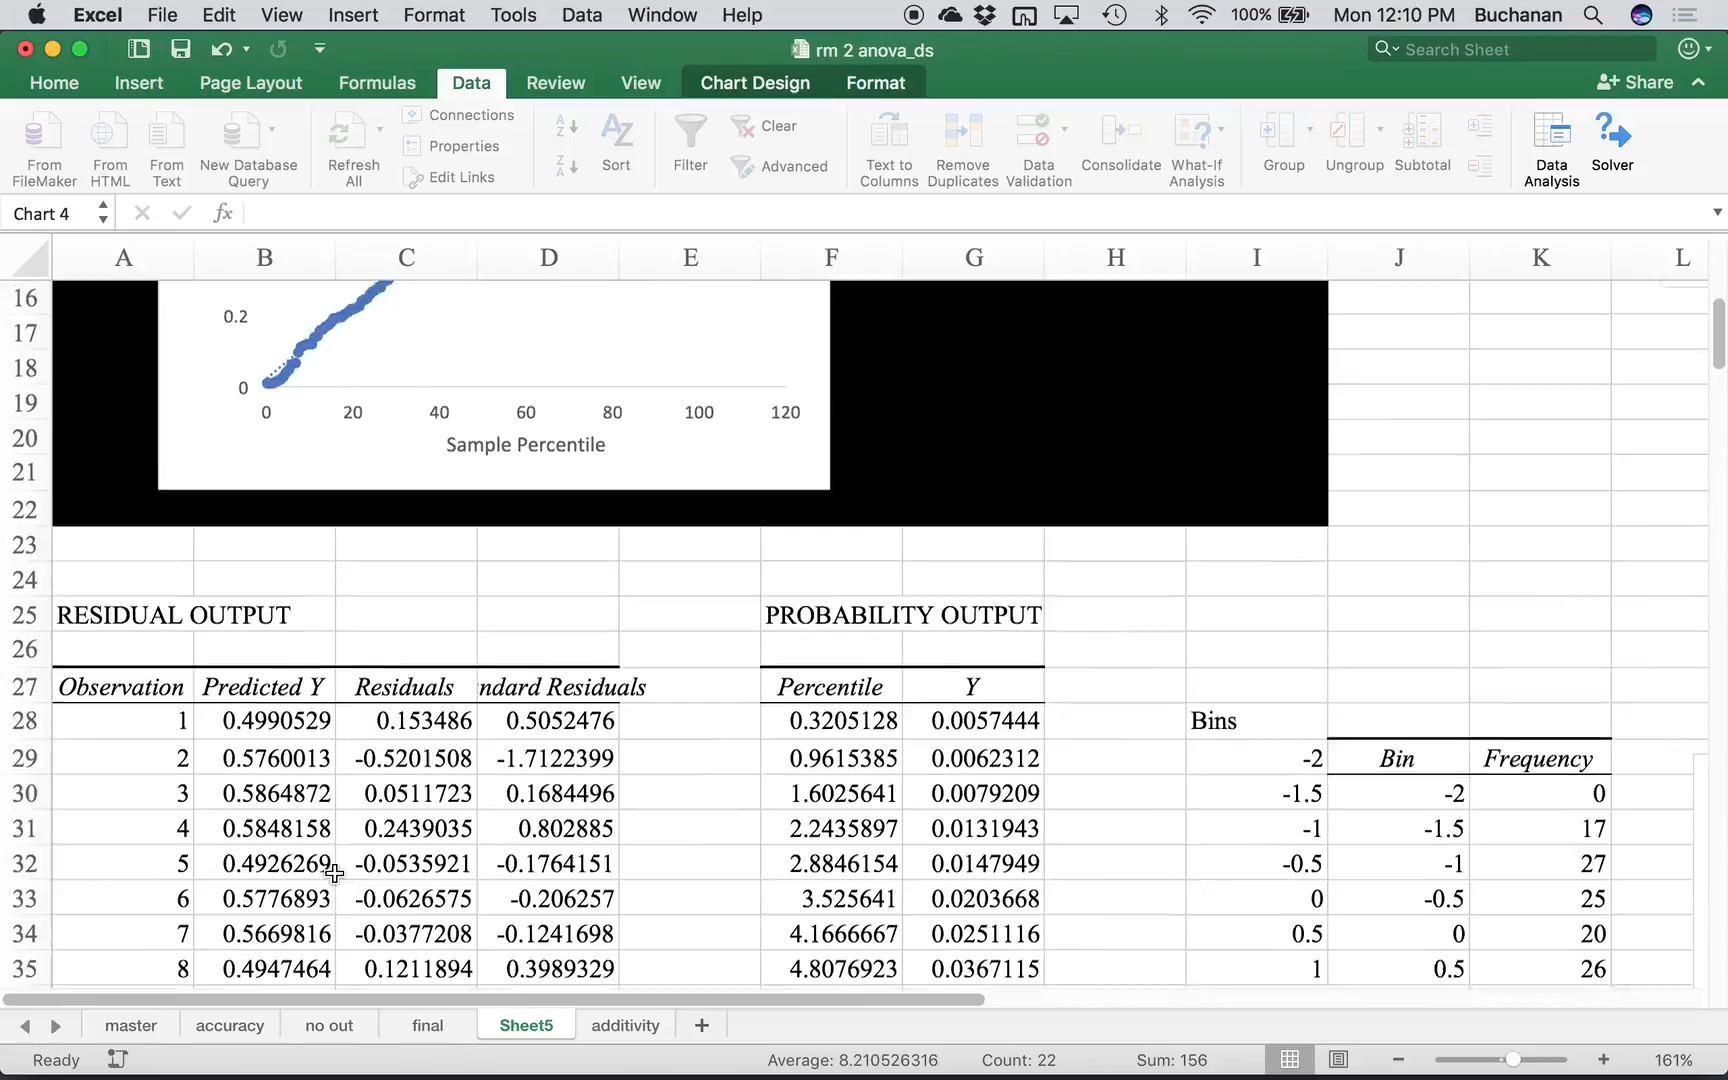 Excel File Edit View Insert Format Tools Data Window Help 100% Mon 12:10 PM Buchanan
rm 2 anova_ds
Search Sheet
Home Insert Page Layout Formulas Data Review View Chart Design Format Share
From FileMaker
From HTML
From Text
New Database Query
Refresh All
Connections
Properties
Edit Links
A Z
Z A
A Z
Sort
Filter
Clear
Advanced
Text to Columns
Remove Duplicates
Data Validation
Consolidate
What-If Analysis
Group
Ungroup
Subtotal
Data Analysis
Solver
Chart 4 fx
A B C D E F G H I J K L
16
0.2
17
18
0
19
0 20 40 60 80 100 120
20
Sample Percentile
21
22
23
24
25 RESIDUAL OUTPUT PROBABILITY OUTPUT
26
27 Observation Predicted Y Residuals ndard Residuals Percentile Y
28 1 0.4990529 0.153486 0.5052476 0.3205128 0.0057444 Bins
29 2 0.5760013 -0.5201508 -1.7122399 0.9615385 0.0062312 -2 Bin Frequency
30 3 0.5864872 0.0511723 0.1684496 1.6025641 0.0079209 -1.5 -2 0
31 4 0.5848158 0.2439035 0.802885 2.2435897 0.0131943 -1 -1.5 17
32 5 0.4926269 -0.0535921 -0.1764151 2.8846154 0.0147949 -0.5 -1 27
33 6 0.5776893 -0.0626575 -0.206257 3.525641 0.0203668 0 -0.5 25
34 7 0.5669816 -0.0377208 -0.1241698 4.1666667 0.0251116 0.5 0 20
35 8 0.4947464 0.1211894 0.3989329 4.8076923 0.0367115 1 0.5 26
master accuracy no out final Sheet5 additivity +
Ready Average: 8.210526316 Count: 22 Sum: 156 161%